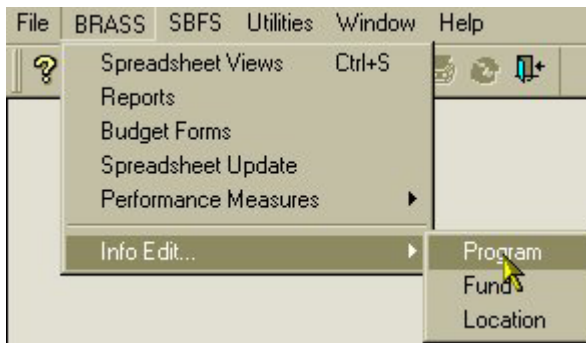 File BRASS SBFS Utilities Window Help
?
Spreadsheet Views Ctrl+S
Reports
Budget Forms
Spreadsheet Update
Performance Measures
Info Edit...
Program
Fund
Location